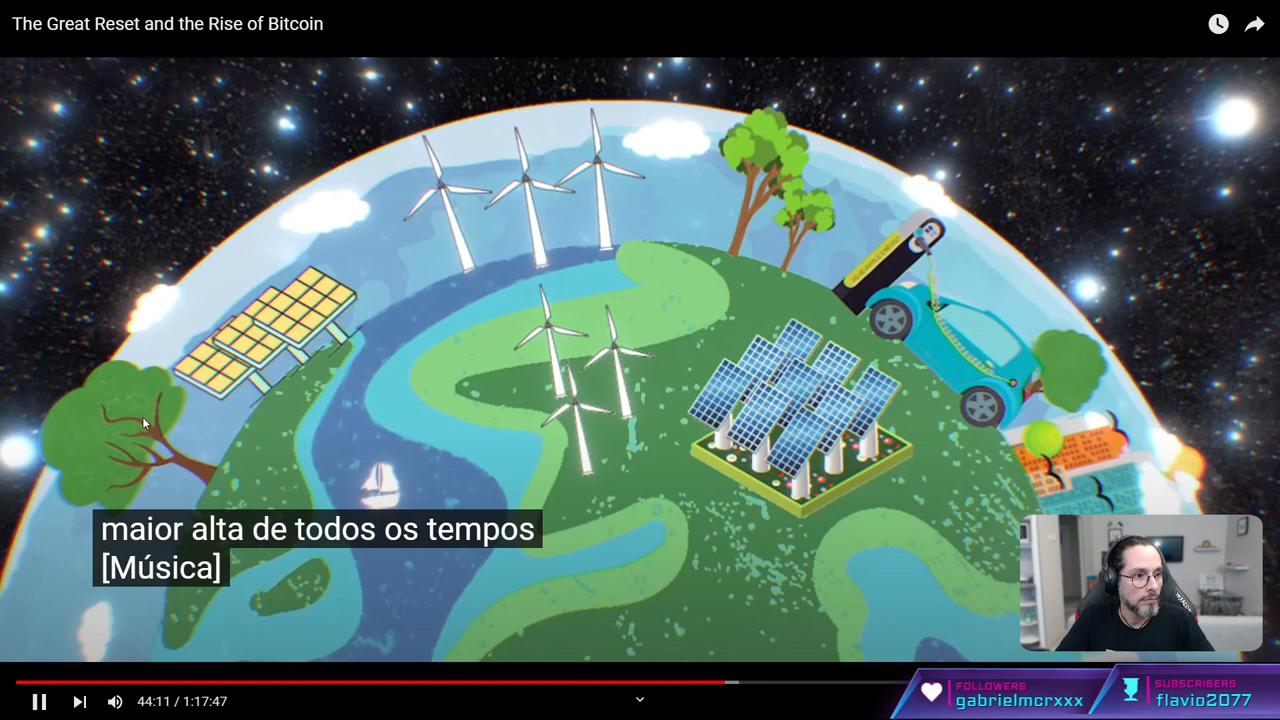 The Great Reset and the Rise of Bitcoin
maior alta de todos os tempos
[Música]
44:11 / 1:17:47
FOLLOWERS
gabrielmcrxxx
SUBSCRIBERS
flavio2077